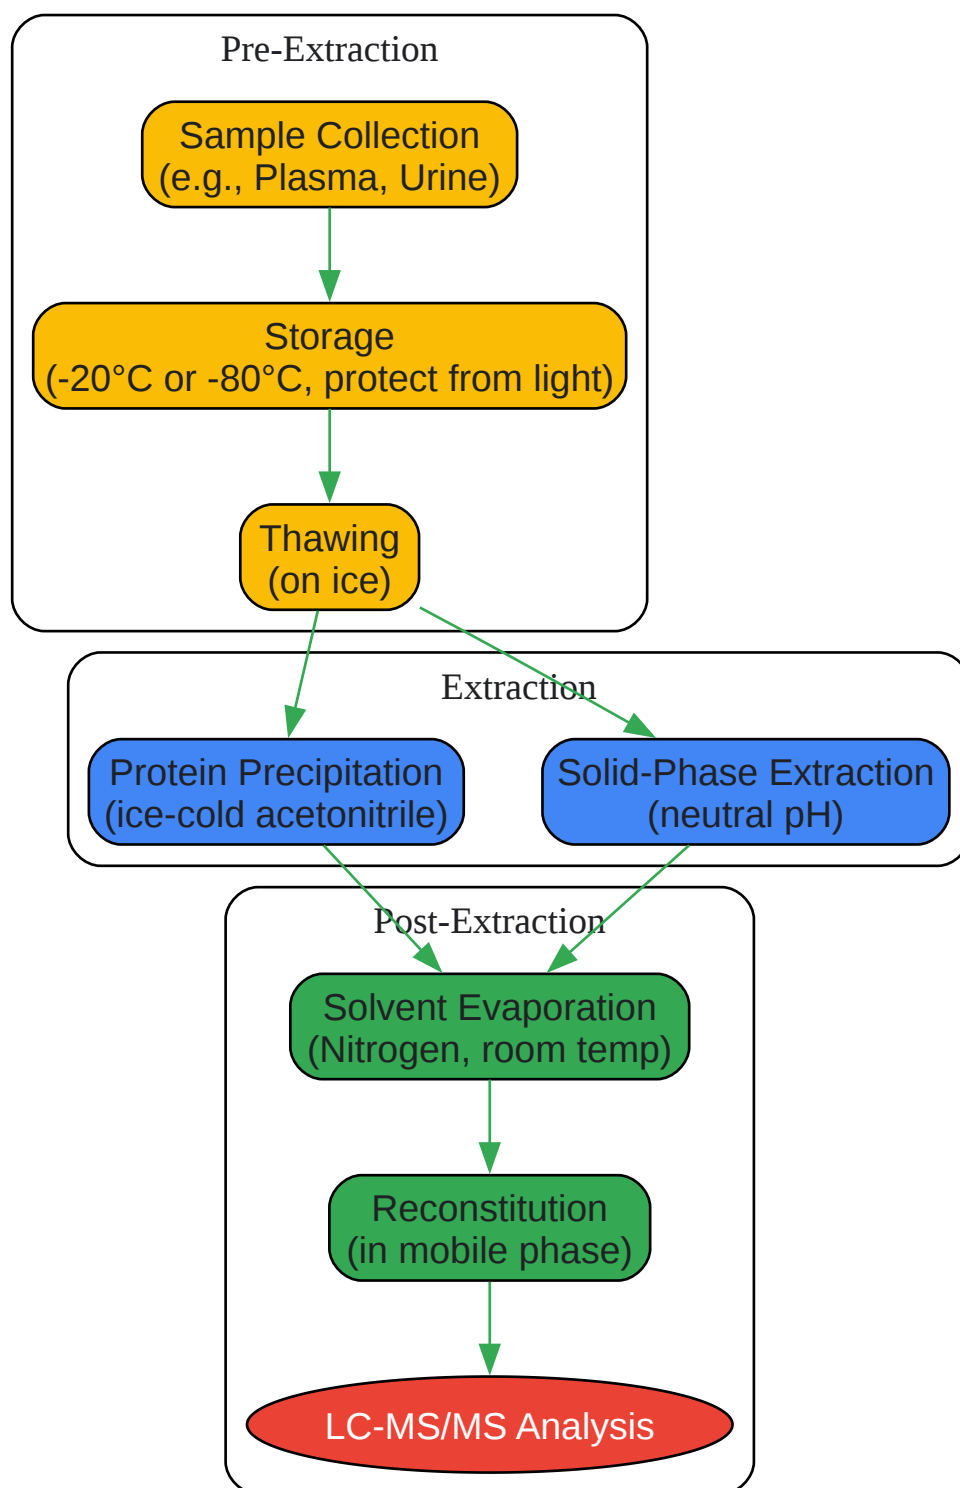 Pre-Extraction
Sample Collection
(e.g., Plasma, Urine)
Storage
(-20°C or -80°C, protect from light)
Thawing
(on ice)
Extraction
Protein Precipitation
(ice-cold acetonitrile)
Solid-Phase Extraction
(neutral pH)
Post-Extraction
Solvent Evaporation
(Nitrogen, room temp)
Reconstitution
(in mobile phase)
LC-MS/MS Analysis